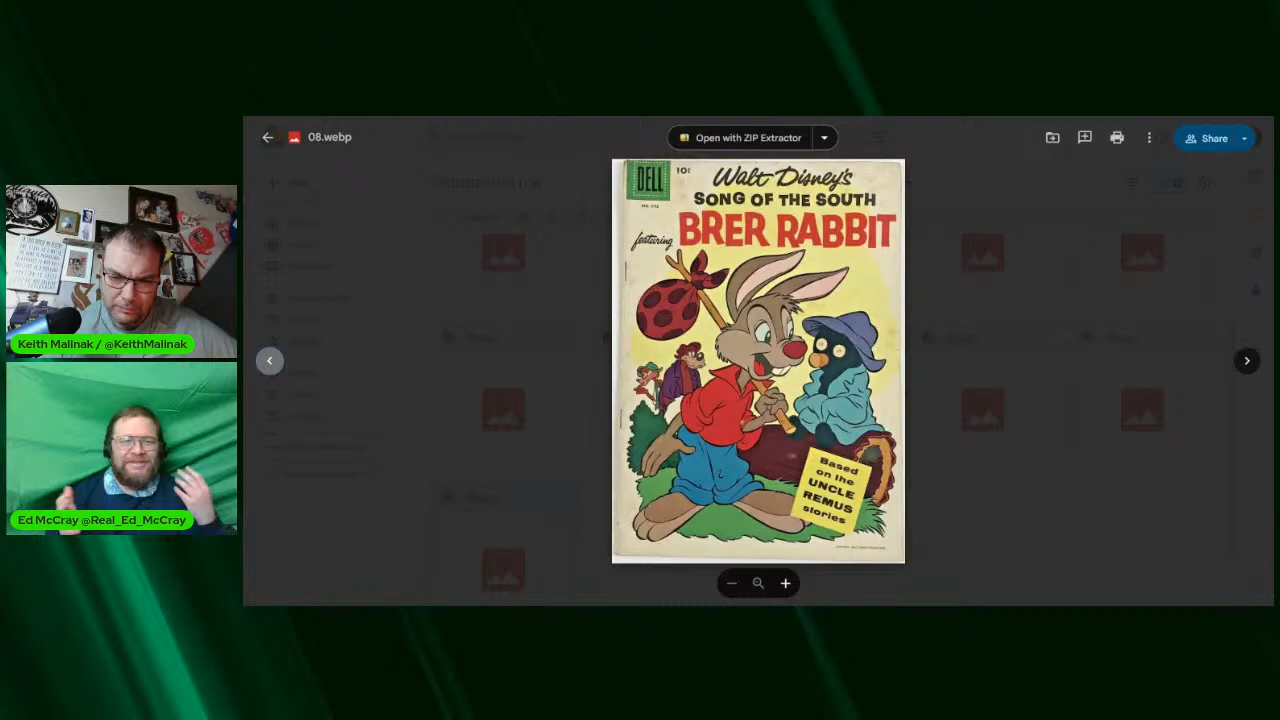 08.webp
Open with ZIP Extractor
Share
DELL
10¢
Walt Disney's
SONG OF THE SOUTH
featuring
BRER RABBIT
Based
on the
UNCLE
REMUS
stories
Keith Malinak / @KeithMalinak
Ed McCray @Real_Ed_McCray